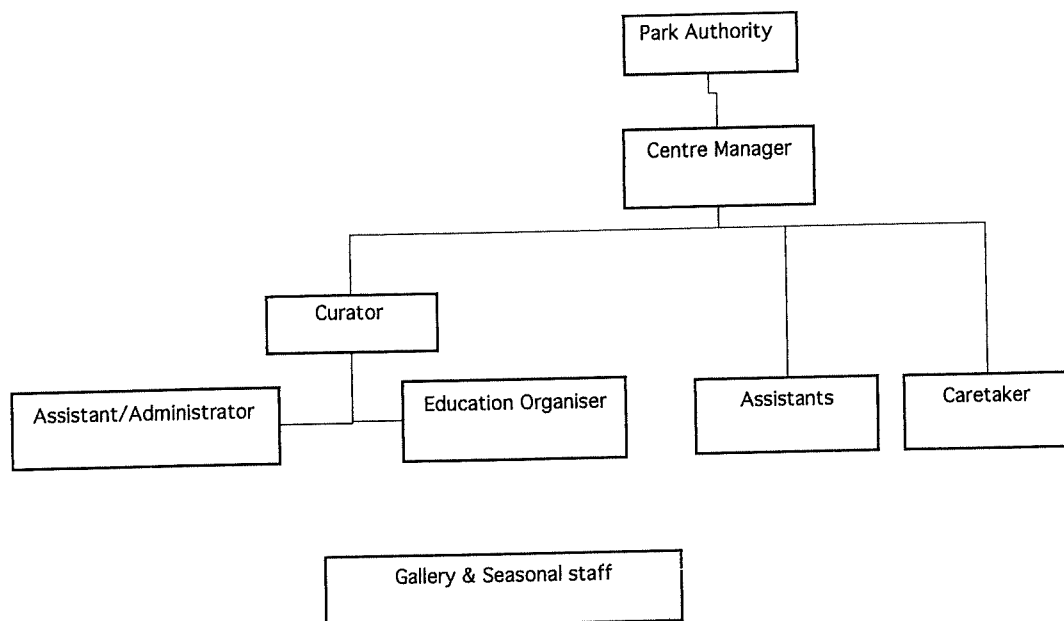 Park Authority
Centre Manager
Curator
Assistant/Administrator
Education Organiser
Assistants
Caretaker
Gallery & Seasonal staff